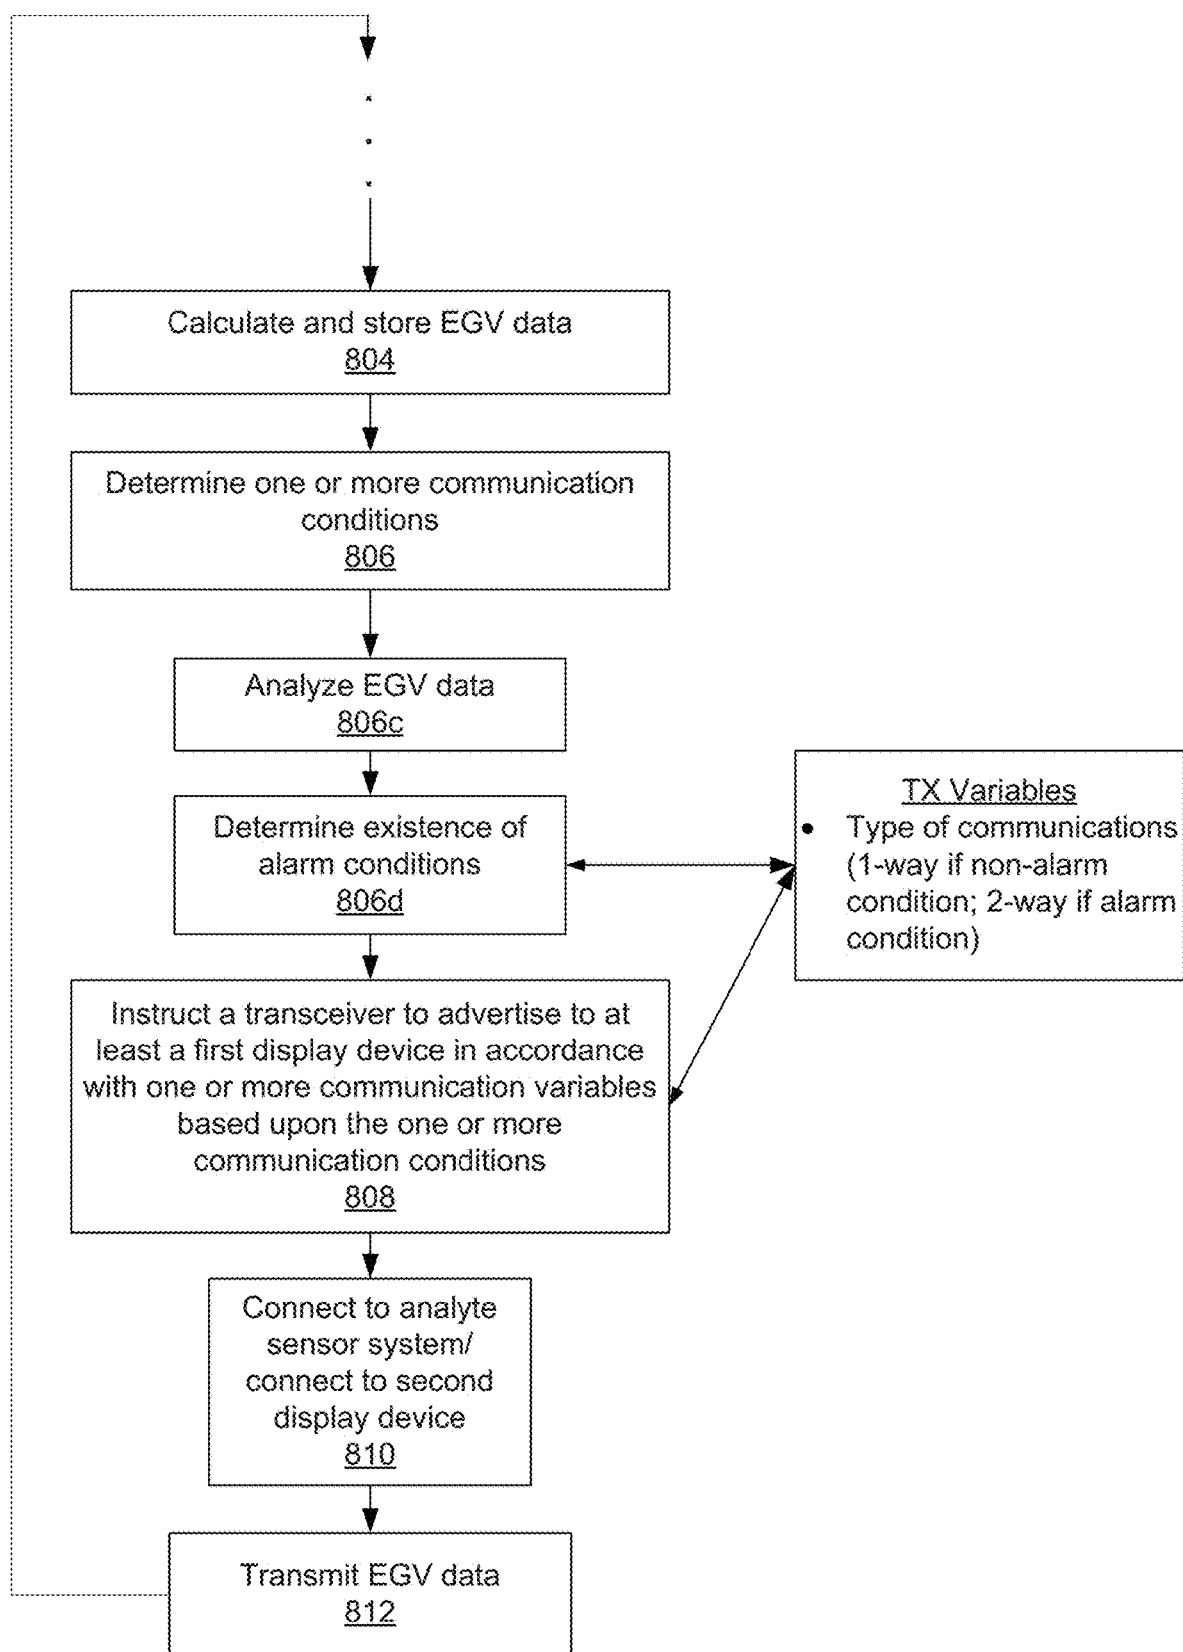 Calculate and store EGV data
804
Determine one or more communication
conditions
806
Analyze EGV data
806c
Determine existence of
alarm conditions
806d
TX Variables
• Type of communications
(1-way if non-alarm
condition; 2-way if alarm
condition)
Instruct a transceiver to advertise to at
least a first display device in accordance
with one or more communication variables
based upon the one or more
communication conditions
808
Connect to analyte
sensor system/
connect to second
display device
810
Transmit EGV data
812